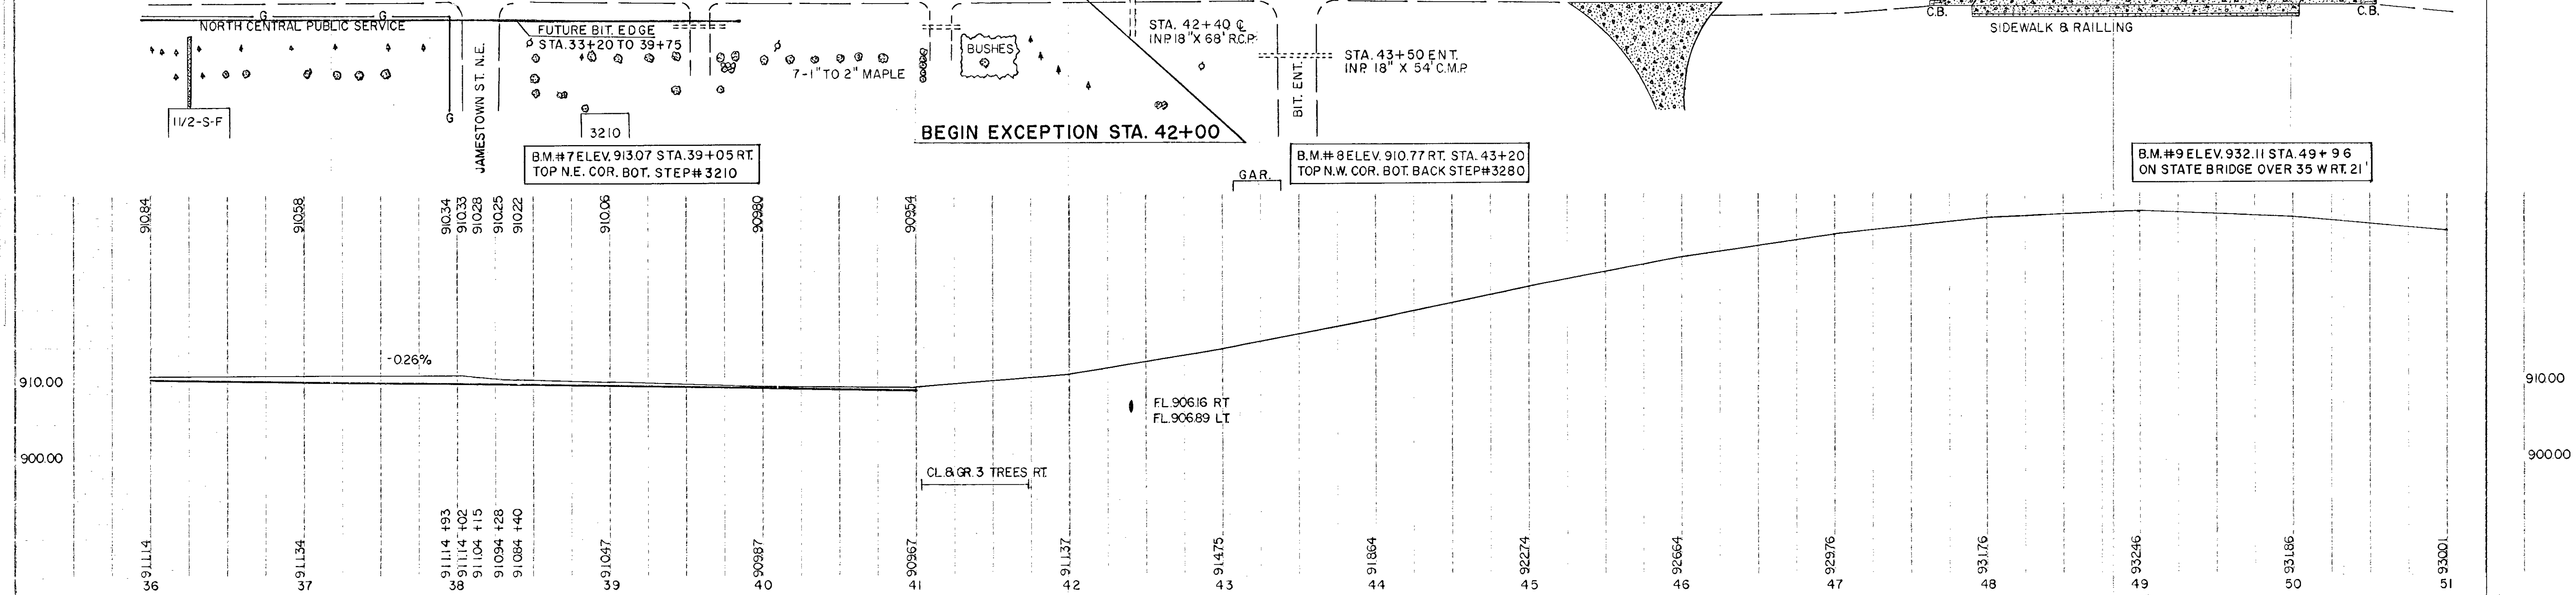 G G
NORTH CENTRAL PUBLIC SERVICE
FUTURE BIT. EDGE
STA. 33+20 TO 39+75
BUSHES
7-1" TO 2" MAPLE
STA. 42+40 ℄
INP. 18" X 68' R.C.P.
STA. 43+50 ENT.
INP. 18" X 54' C.M.P.
BIT. ENT.
C.B. C.B.
SIDEWALK & RAILLING
JAMESTOWN ST. N.E.
G
11/2-S-F
3210
BEGIN EXCEPTION STA. 42+00
B.M.#7 ELEV. 913.07 STA. 39+05 RT.
TOP N.E. COR. BOT. STEP #3210
B.M.#8 ELEV. 910.77 RT. STA. 43+20
TOP N.W. COR. BOT. BACK STEP #3280
B.M.#9 ELEV. 932.11 STA. 49+96
ON STATE BRIDGE OVER 35 W RT. 21'
GAR.
910.84 910.58 910.34 910.33 910.28 910.25 910.22 910.06 909.80 909.54
-0.26%
910.00 910.00
F.L. 906.16 RT
F.L. 906.89 LT.
900.00 900.00
CL. & GR. 3 TREES RT.
911.14 911.34 911.14 +93 911.14 +02 911.04 +15 910.94 +28 910.84 +40 910.47 909.87 909.67 911.37 914.75 918.64 922.74 926.64 929.76 931.76 932.46 931.86 930.01
36 37 38 39 40 41 42 43 44 45 46 47 48 49 50 51